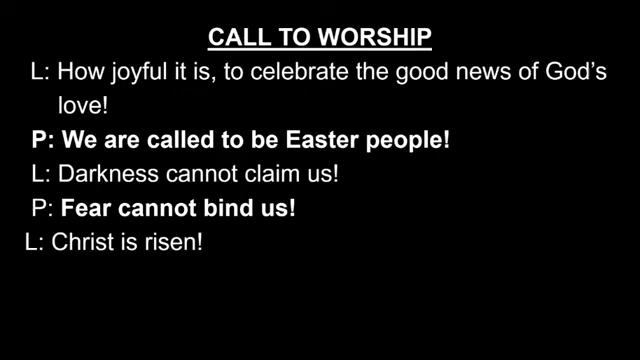 CALL TO WORSHIP
L: How joyful it is, to celebrate the good news of God’s
love!
P: We are called to be Easter people!
L: Darkness cannot claim us!
P: Fear cannot bind us!
L: Christ is risen!